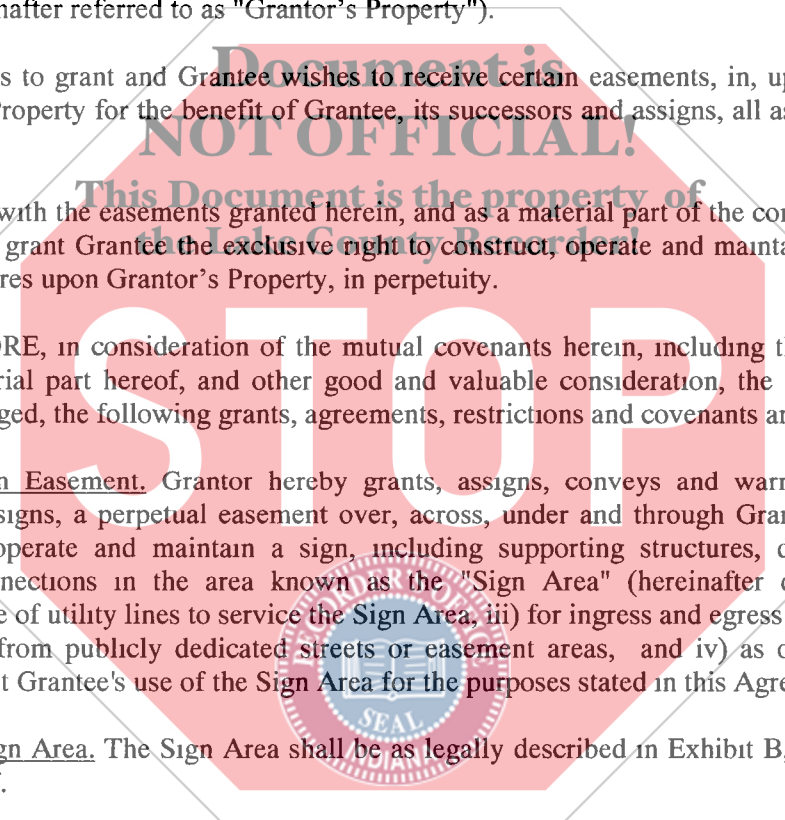 nafter referred to as "Grantor's Property").
Document is
s to grant and Grantee wishes to receive certain easements, in, up
Property for the benefit of Grantee, its successors and assigns, all as
NOT OFFICIAL!
This Document is the property of
with the easements granted herein, and as a material part of the con
the Lake County Recorder!
grant Grantee the exclusive right to construct, operate and mainta
res upon Grantor's Property, in perpetuity.
STOP
ORE, in consideration of the mutual covenants herein, including th
rial part hereof, and other good and valuable consideration, the
ged, the following grants, agreements, restrictions and covenants ar
n Easement. Grantor hereby grants, assigns, conveys and warr
signs, a perpetual easement over, across, under and through Gran
operate and maintain a sign, including supporting structures, c
nections in the area known as the "Sign Area" (hereinafter
e of utility lines to service the Sign Area, iii) for ingress and egress
from publicly dedicated streets or easement areas, and iv) as o
t Grantee's use of the Sign Area for the purposes stated in this Agre
RECORDER OFFICE
SEAL
INDIANA
gn Area. The Sign Area shall be as legally described in Exhibit B,